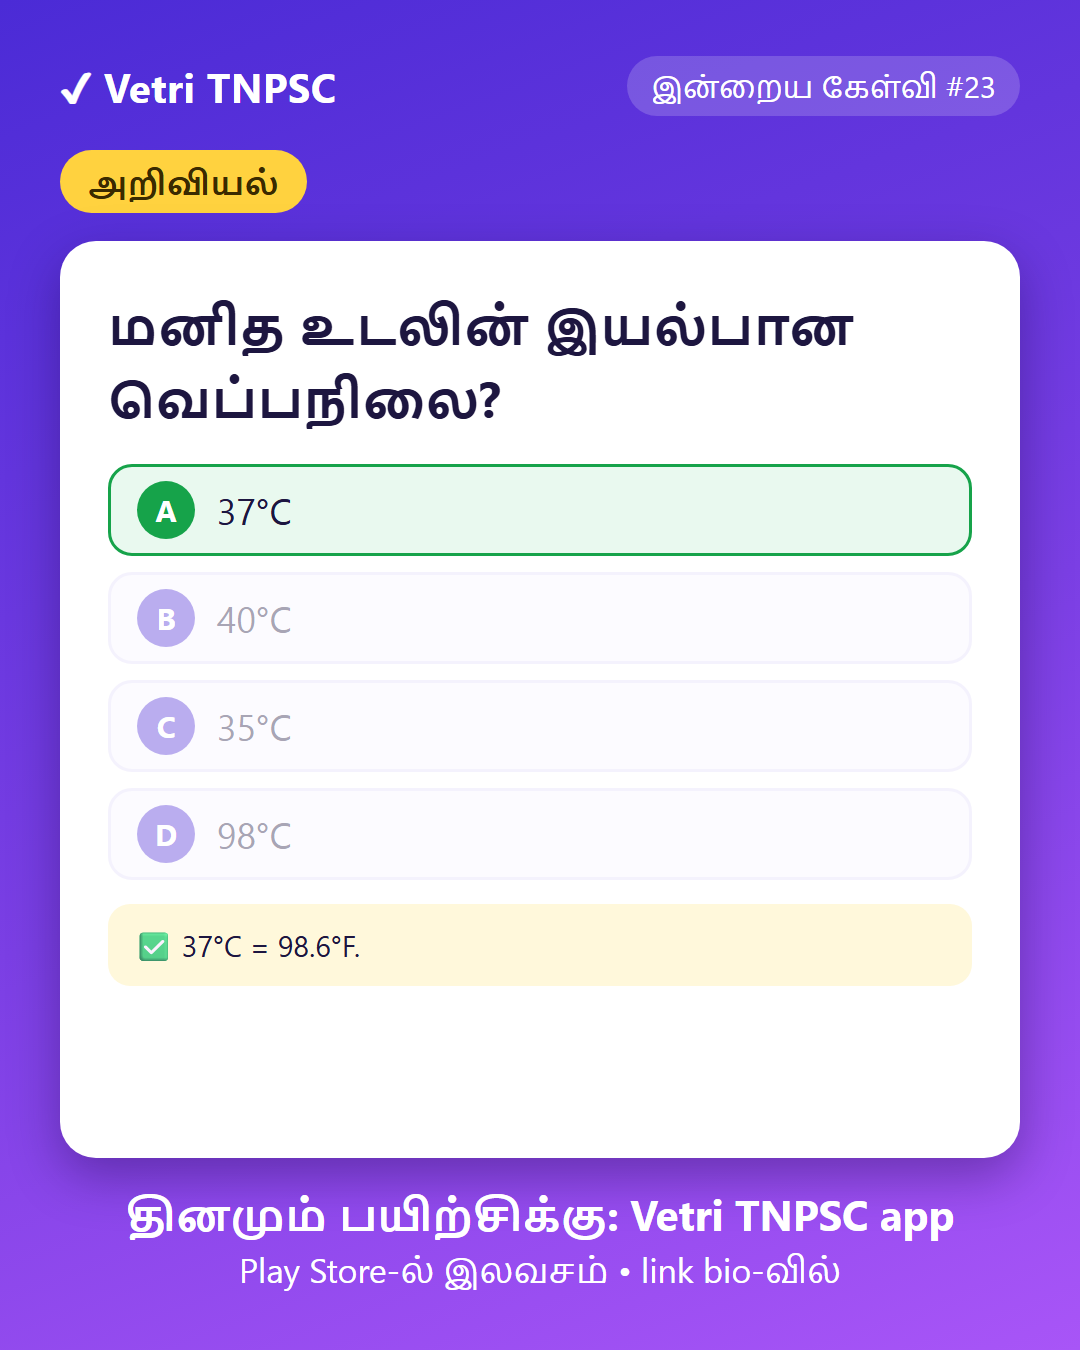 ✔ Vetri TNPSC
இன்றைய கேள்வி #23
அறிவியல்
மனித உடலின் இயல்பான
வெப்பநிலை?
A 37°C
B 40°C
C 35°C
D 98°C
✅ 37°C = 98.6°F.
தினமும் பயிற்சிக்கு: Vetri TNPSC app
Play Store-ல் இலவசம் • link bio-வில்